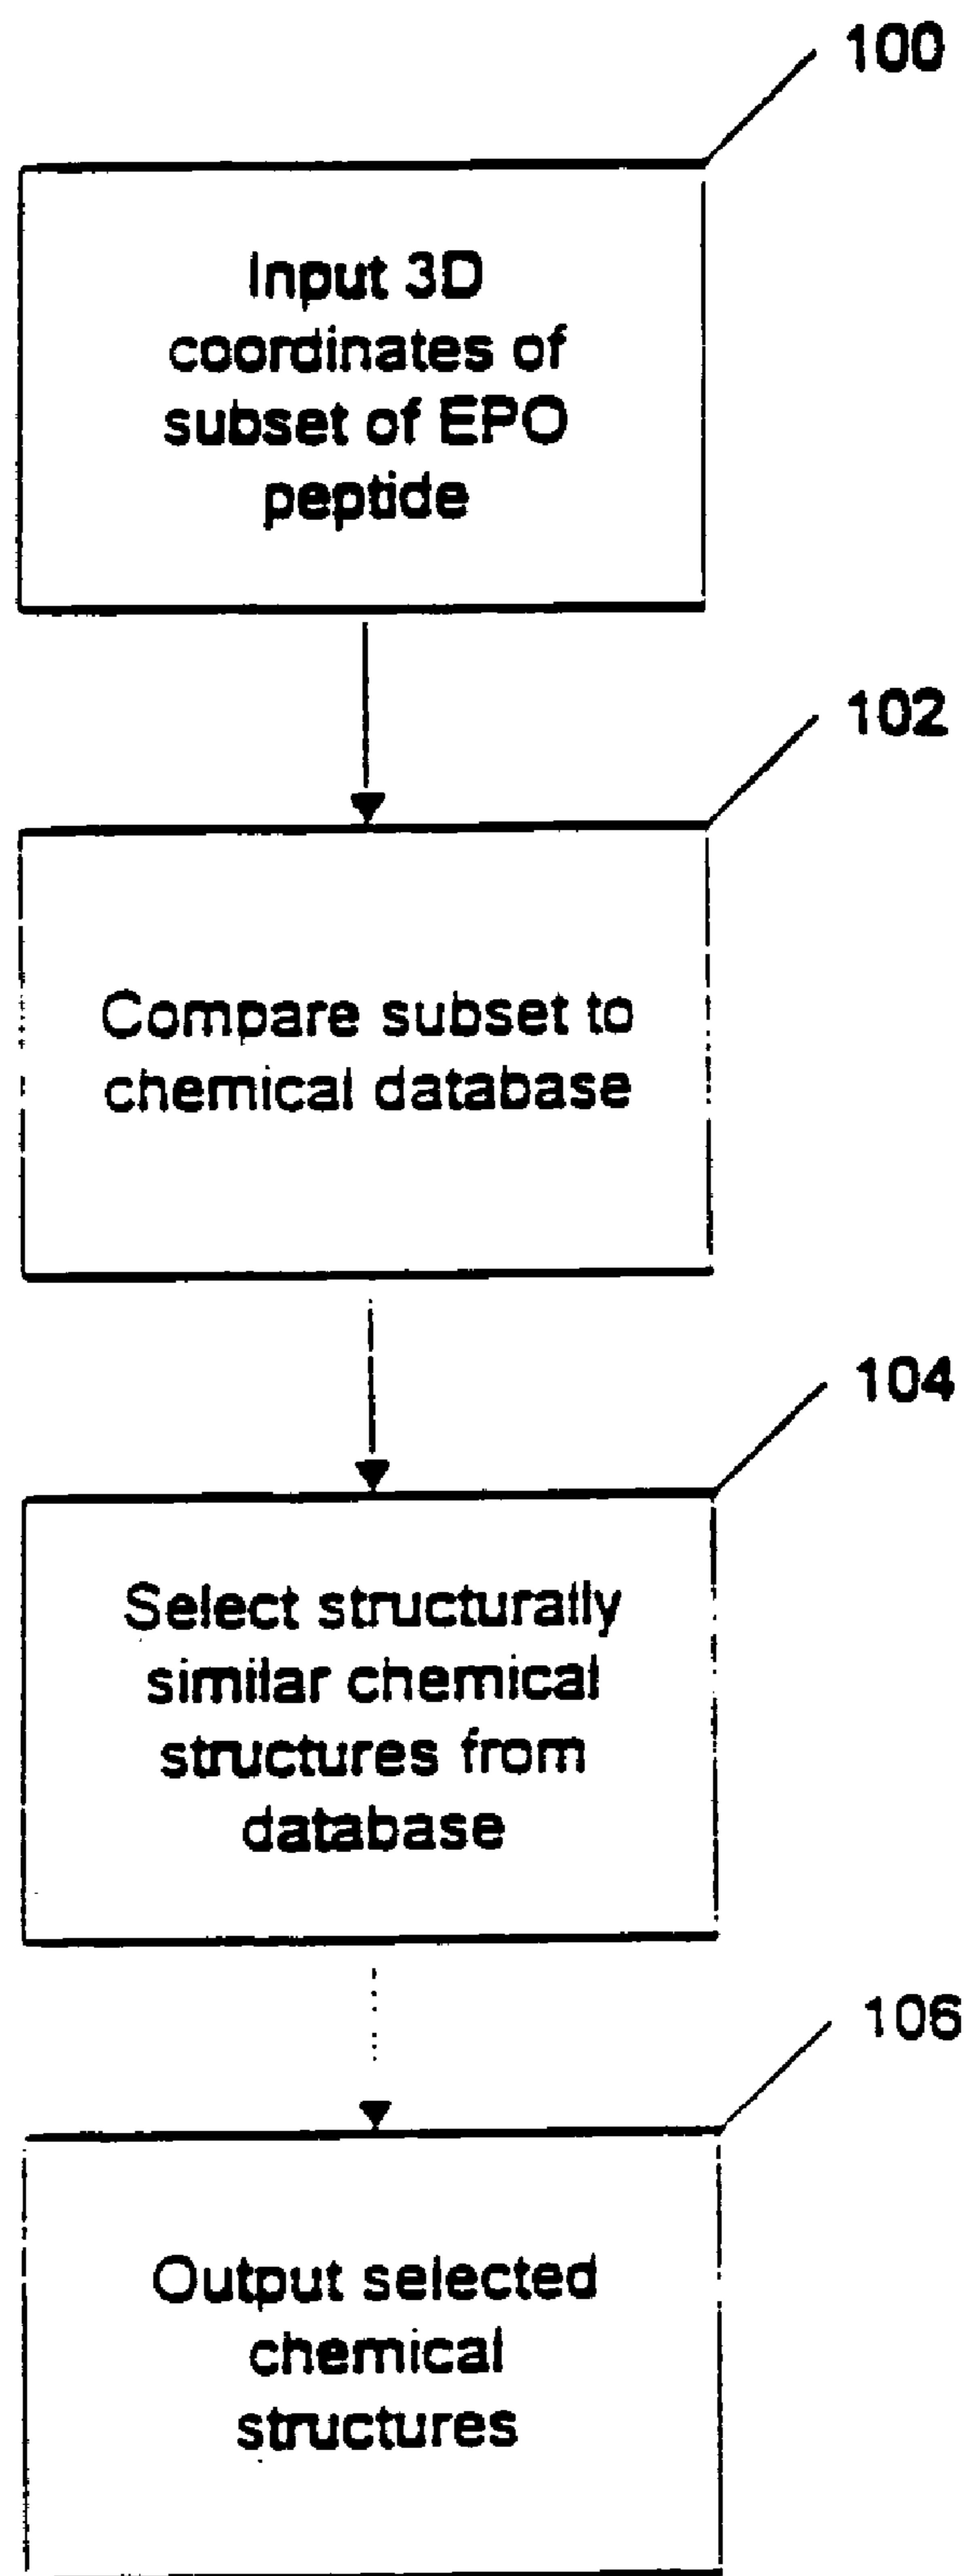 100
Input 3D
coordinates of
subset of EPO
peptide
102
Compare subset to
chemical database
104
Select structurally
similar chemical
structures from
database
106
Output selected
chemical
structures